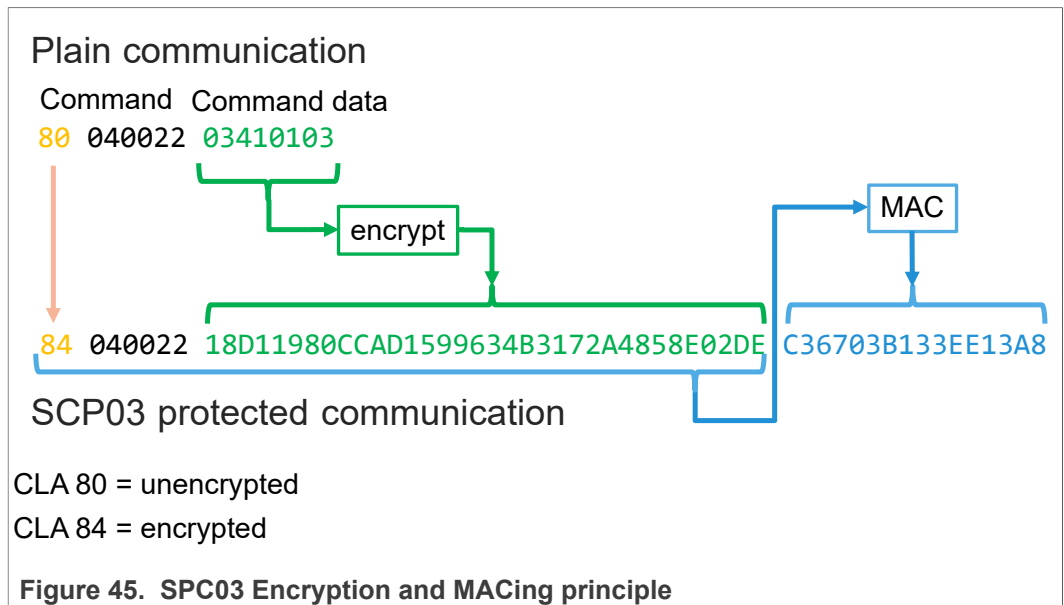 Plain communication
Command Command data
80 040022 03410103
MAC
encrypt
84 040022 18D11980CCAD1599634B3172A4858E02DE C36703B133EE13A8
SCP03 protected communication
CLA 80 = unencrypted
CLA 84 = encrypted
Figure 45. SPC03 Encryption and MACing principle